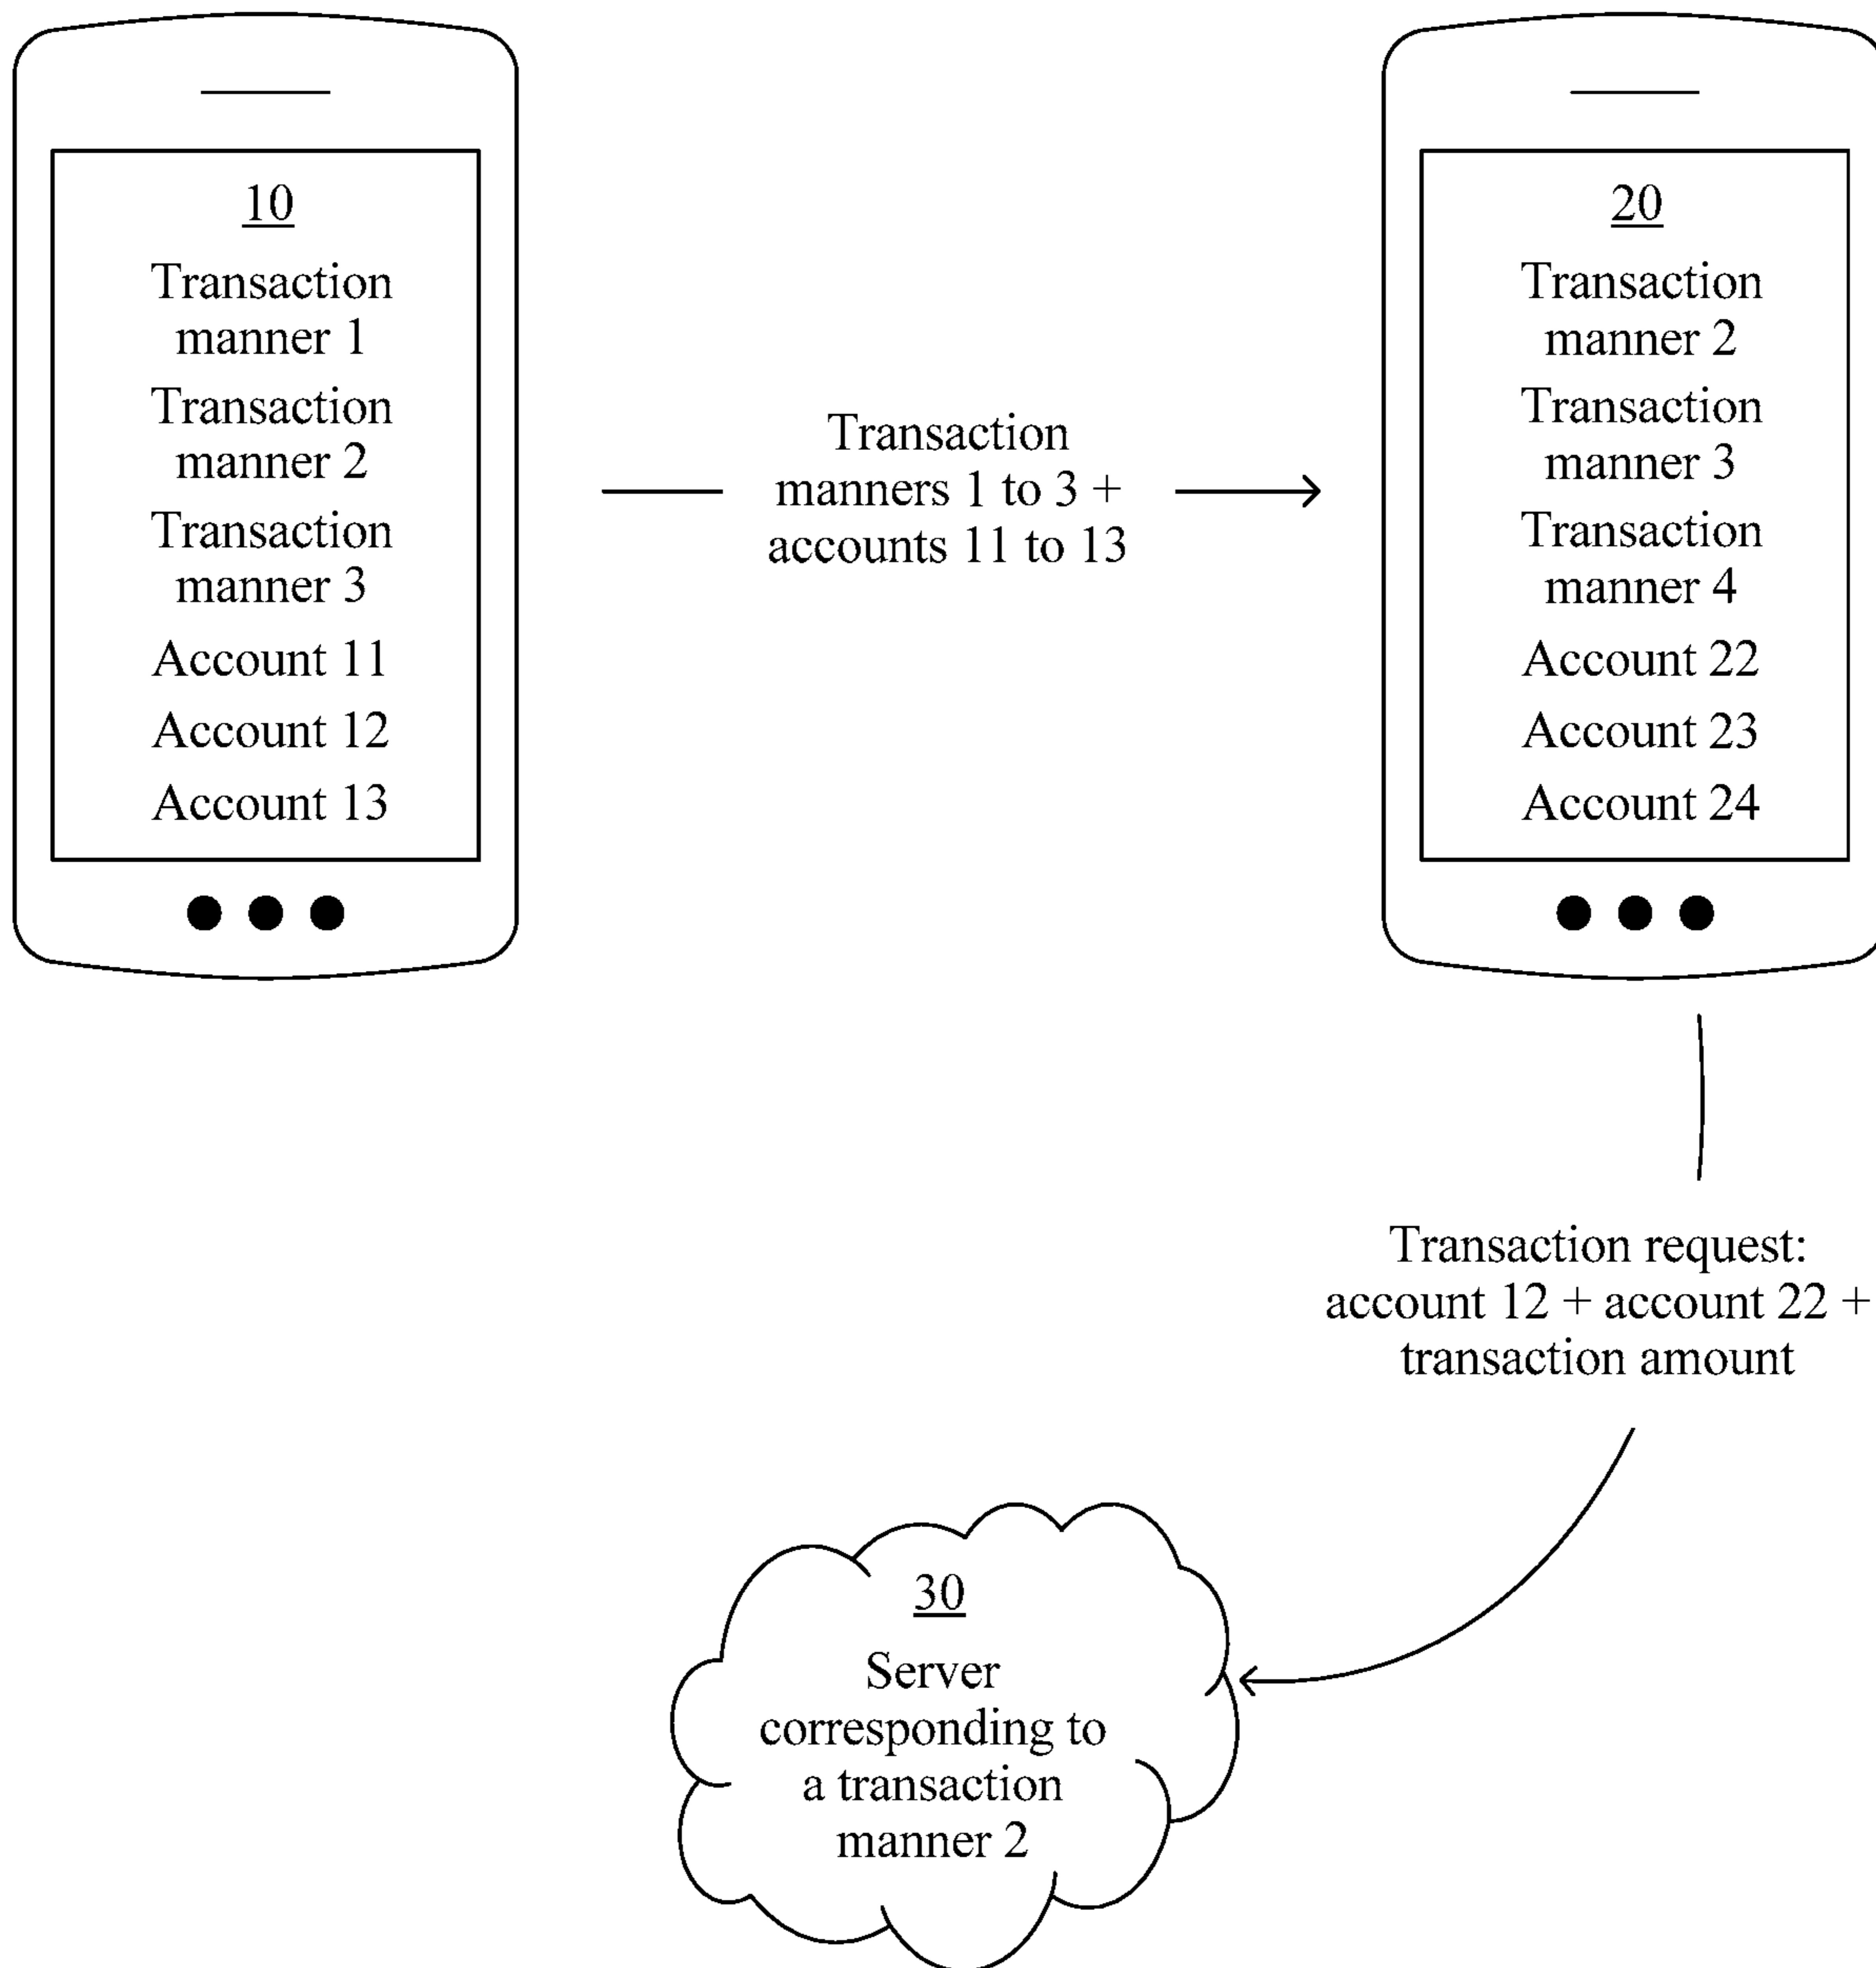 10
Transaction
manner 1
Transaction
manner 2
Transaction
manner 3
Account 11
Account 12
Account 13
Transaction
manners 1 to 3 +
accounts 11 to 13
20
Transaction
manner 2
Transaction
manner 3
Transaction
manner 4
Account 22
Account 23
Account 24
Transaction request:
account 12 + account 22 +
transaction amount
30
Server
corresponding to
a transaction
manner 2